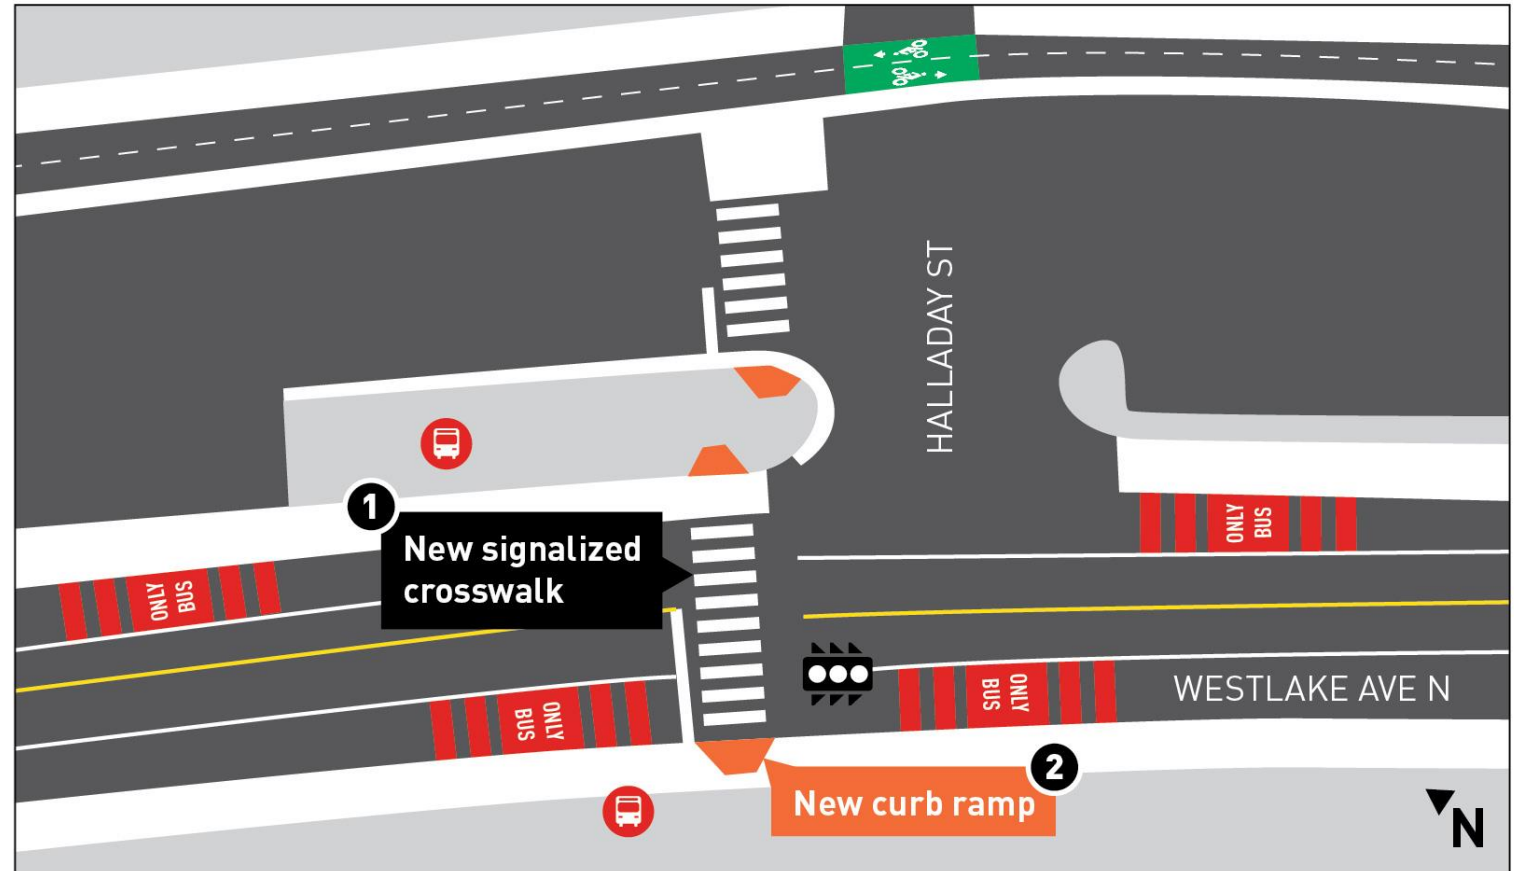 HALLADAY ST
1
New signalized
crosswalk
ONLY
BUS
ONLY
BUS
ONLY
BUS
ONLY
BUS
WESTLAKE AVE N
2
New curb ramp
N